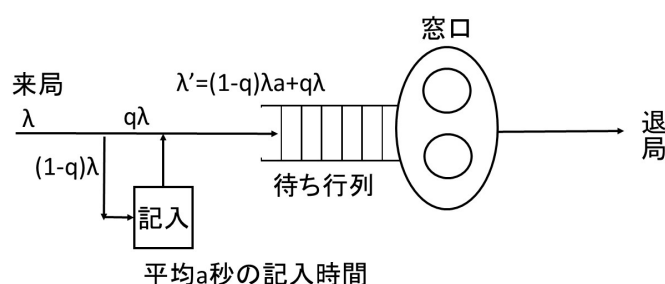 窓口
来局
λ'=(1-q)λa+qλ
λ
qλ
退局
(1-q)λ
待ち行列
記入
平均a秒の記入時間